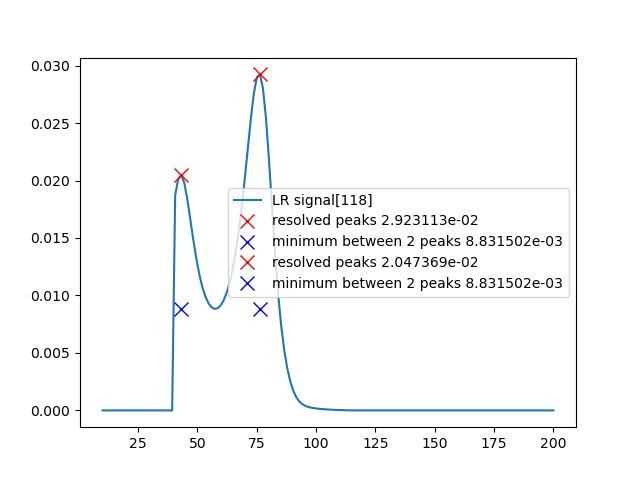 0.030
0.025
0.020
0.015
0.010
0.005
0.000
LR signal[118]
resolved peaks 2.923113e-02
minimum between 2 peaks 8.831502e-03
resolved peaks 2.047369e-02
minimum between 2 peaks 8.831502e-03
25 50 75 100 125 150 175 200